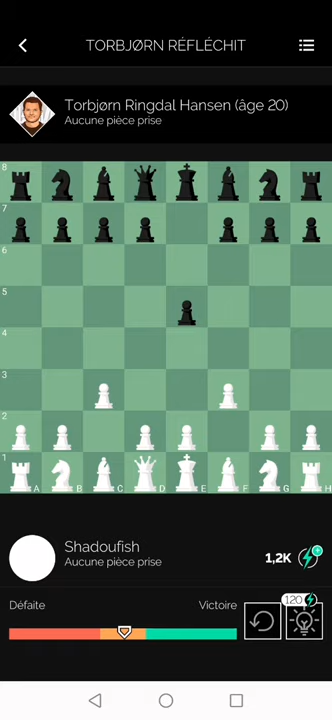 TORBJØRN RÉFLÉCHIT
Torbjørn Ringdal Hansen (âge 20)
Aucune pièce prise
8
7
6
5
4
3
2
1
A B C D E F G H
Shadoufish
Aucune pièce prise
1,2K
Défaite
Victoire
120